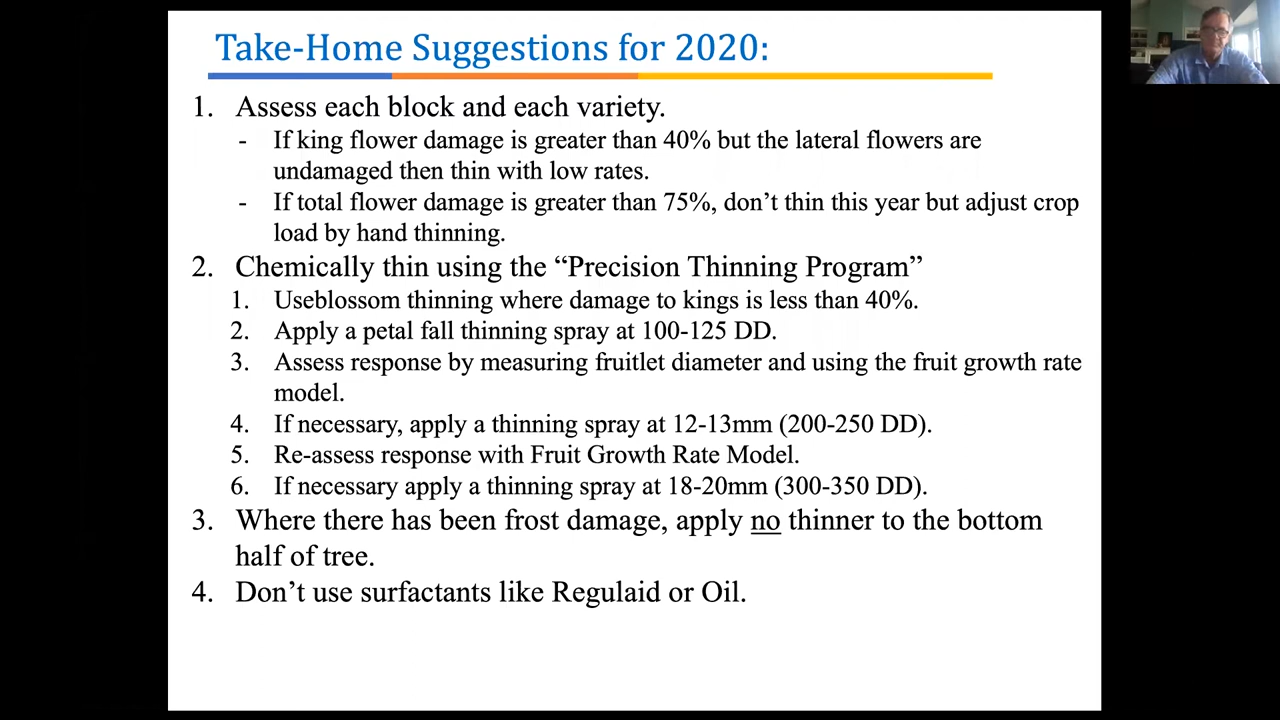 Take-Home Suggestions for 2020:
1. Assess each block and each variety.
- If king flower damage is greater than 40% but the lateral flowers are
undamaged then thin with low rates.
- If total flower damage is greater than 75%, don’t thin this year but adjust crop
load by hand thinning.
2. Chemically thin using the “Precision Thinning Program”
1. Useblossom thinning where damage to kings is less than 40%.
2. Apply a petal fall thinning spray at 100-125 DD.
3. Assess response by measuring fruitlet diameter and using the fruit growth rate
model.
4. If necessary, apply a thinning spray at 12-13mm (200-250 DD).
5. Re-assess response with Fruit Growth Rate Model.
6. If necessary apply a thinning spray at 18-20mm (300-350 DD).
3. Where there has been frost damage, apply no thinner to the bottom
half of tree.
4. Don’t use surfactants like Regulaid or Oil.